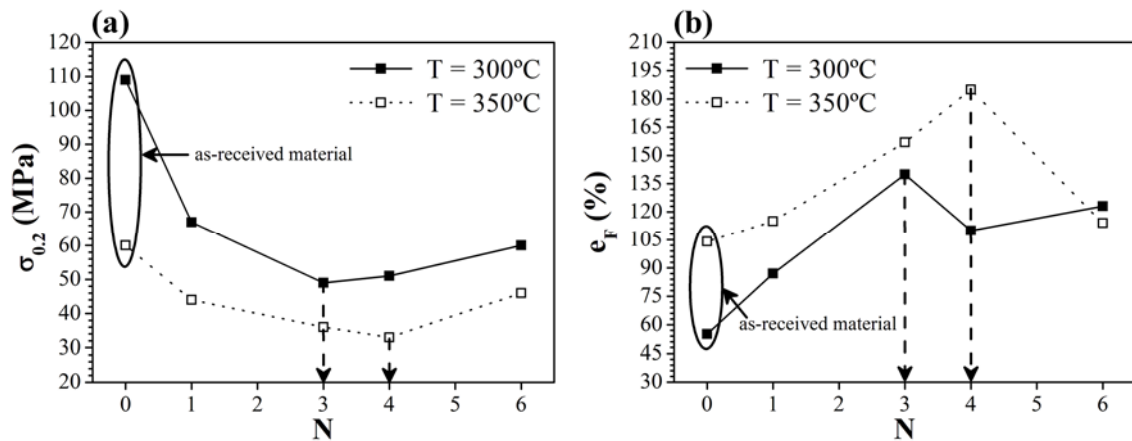 (a)
120
110
100
90
80
70
60
50
40
30
20
σ0.2 (MPa)
T = 300ºC
T = 350ºC
as-received material
0 1 2 3 4 6
N
(b)
210
195
180
165
150
135
120
105
90
75
60
45
30
eF (%)
T = 300ºC
T = 350ºC
as-received material
0 1 2 3 4 6
N